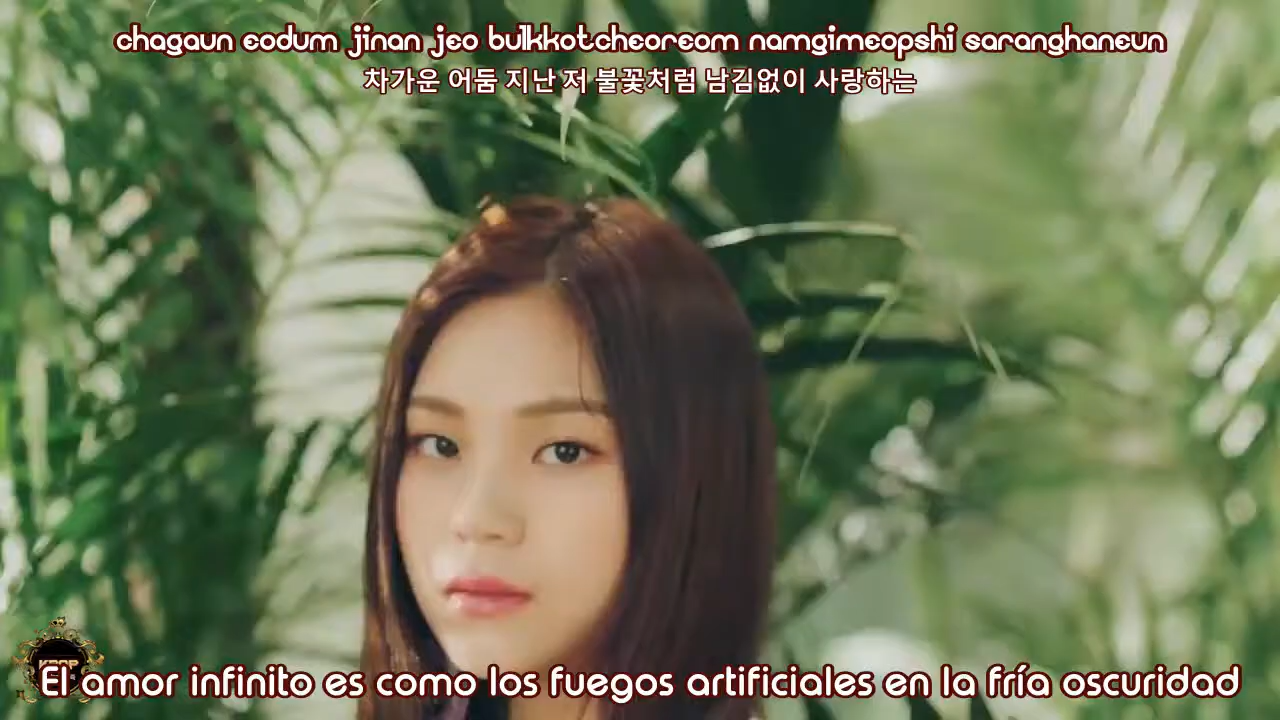 chagaun eodum jinan jeo bulkkotcheoreom namgimeopshi saranghaneun
차가운 어둠 지난 저 불꽃처럼 남김없이 사랑하는
KPOP
El amor infinito es como los fuegos artificiales en la fría oscuridad